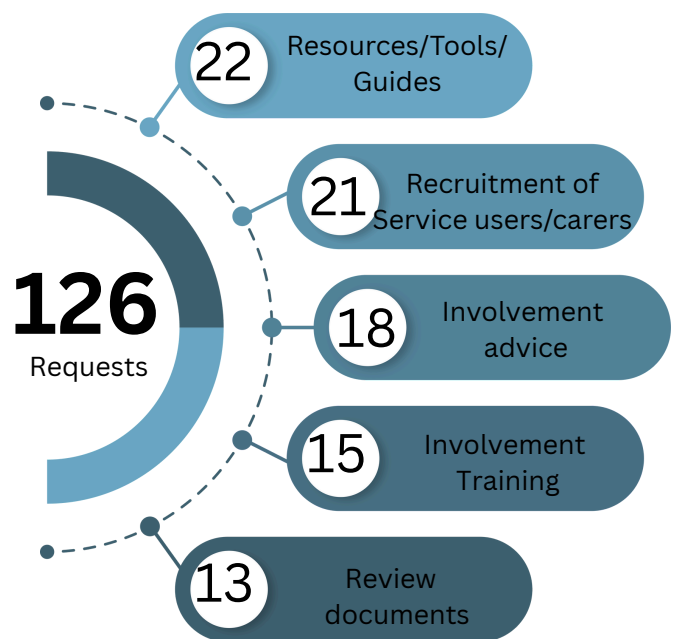 22
Resources/Tools/
Guides
21
Recruitment of
Service users/carers
126
Requests
18
Involvement
advice
15
Involvement
Training
13
Review
documents